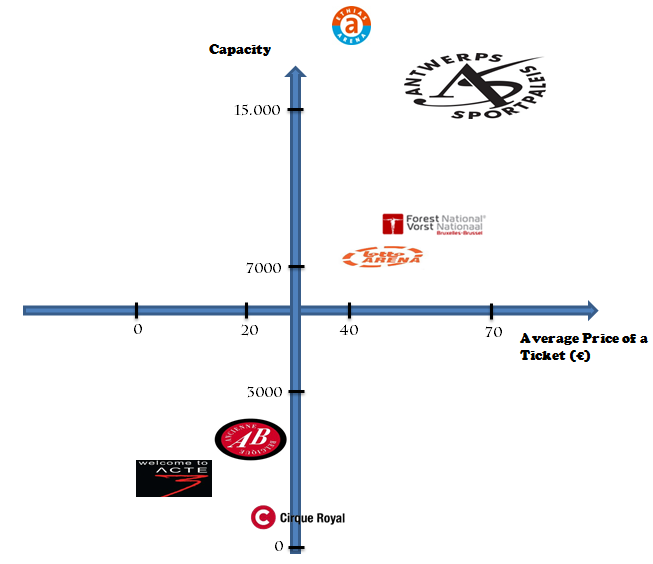 ETHIAS
a
ARENA
Capacity
ANTWERPS
SPORTPALEIS
15.000
Forest National
Vorst Nationaal
Bruxelles-Brussel
lotto
ARENA
7000
0
20
40
70
Average Price of a
Ticket (€)
3000
ANCIENNE
AB
BELGIQUE
welcome to
ACTE
C Cirque Royal
0